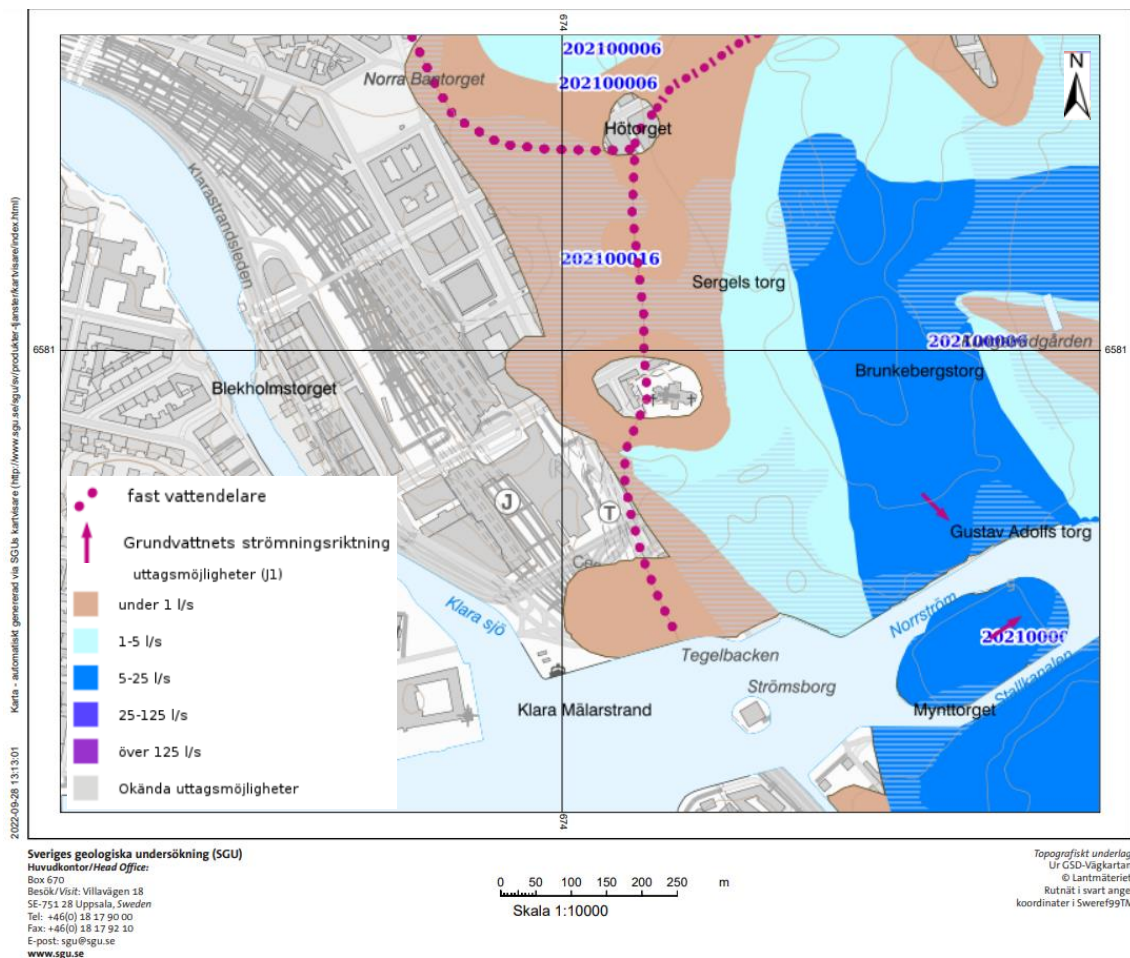 674
202100006
N
Norra Bantorget
202100006
Hötorget
Klarastrandsleden
202100016
Sergels torg
6581
6581
202100006
Brunkebergstorg
Blekholmstorget
fast vattendelare
J
T
Gustav Adolfs torg
Grundvattnets strömningsriktning
uttagsmöjligheter (J1)
under 1 l/s
Klara sjö
Norrström
1-5 l/s
Tegelbacken
Stallkanalen
5-25 l/s
Strömsborg
25-125 l/s
Klara Mälarstrand
Mynttorget
över 125 l/s
Okända uttagsmöjligheter
674
2022-09-28 13:13:01 Karta - automatiskt genererad via SGUs kartvisare (http://www.sgu.se/sgu/sv/produkter-tjanster/kartvisare/index.html)
Sveriges geologiska undersökning (SGU)
Huvudkontor/Head Office:
Box 670
Besök/Visit: Villavägen 18
SE-751 28 Uppsala, Sweden
Tel: +46(0) 18 17 90 00
Fax: +46(0) 18 17 92 10
E-post: sgu@sgu.se
www.sgu.se
0 50 100 150 200 250 m
Skala 1:10000
Topografiskt underlag
Ur GSD-Vägkartan
© Lantmäteriet
Rutnät i svart ange
koordinater i Sweref99TM